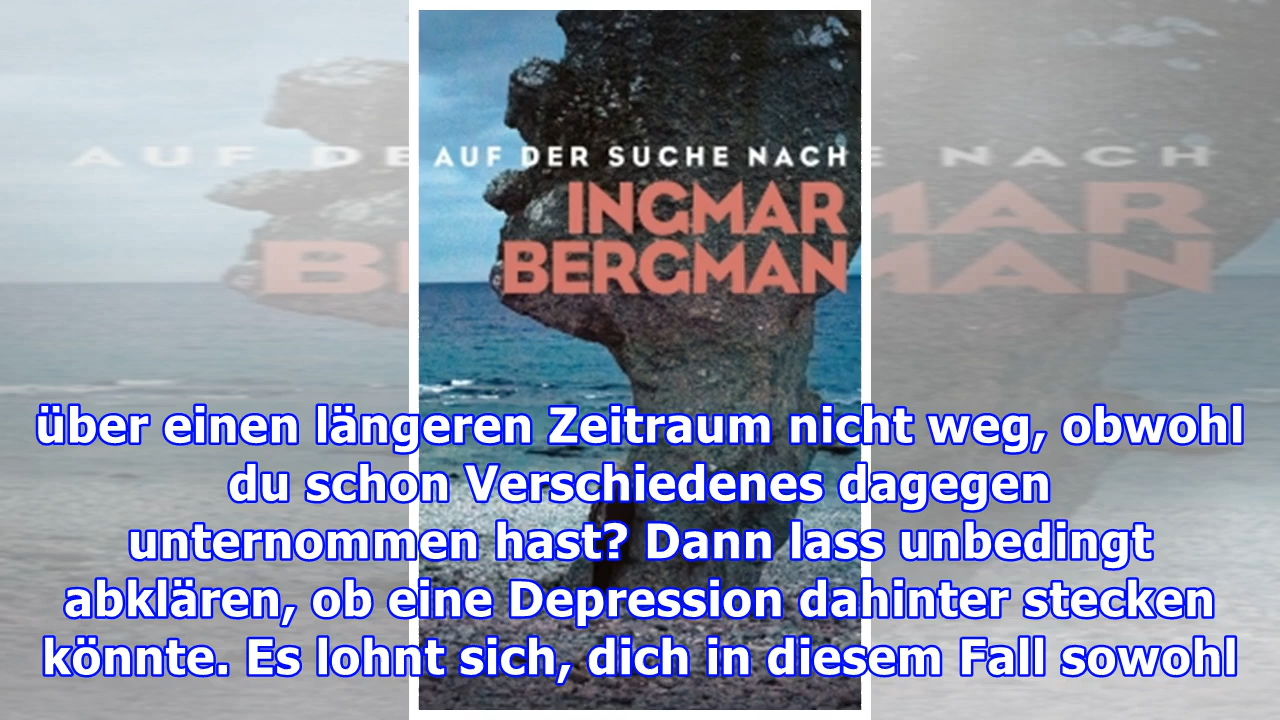 AUF DER SUCHE NACH
INGMAR
BERGMAN
über einen längeren Zeitraum nicht weg, obwohl
du schon Verschiedenes dagegen
unternommen hast? Dann lass unbedingt
abklären, ob eine Depression dahinter stecken
könnte. Es lohnt sich, dich in diesem Fall sowohl